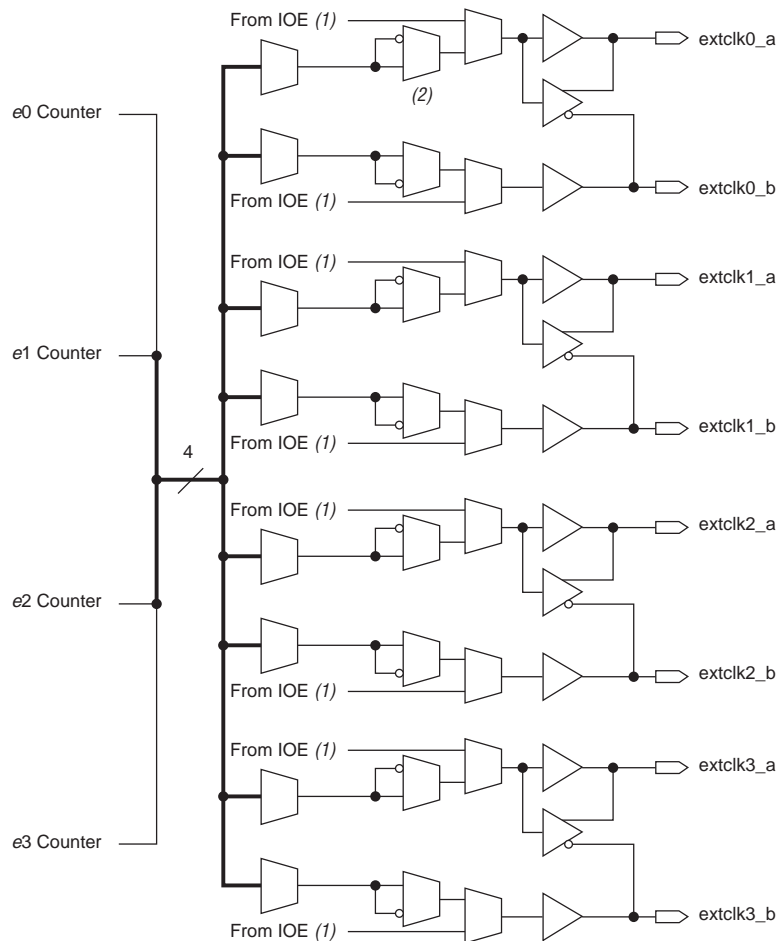 From IOE (1)
extclk0_a
(2)
e0 Counter
extclk0_b
From IOE (1)
From IOE (1)
extclk1_a
e1 Counter
extclk1_b
From IOE (1)
4
From IOE (1)
extclk2_a
e2 Counter
extclk2_b
From IOE (1)
From IOE (1)
extclk3_a
e3 Counter
extclk3_b
From IOE (1)